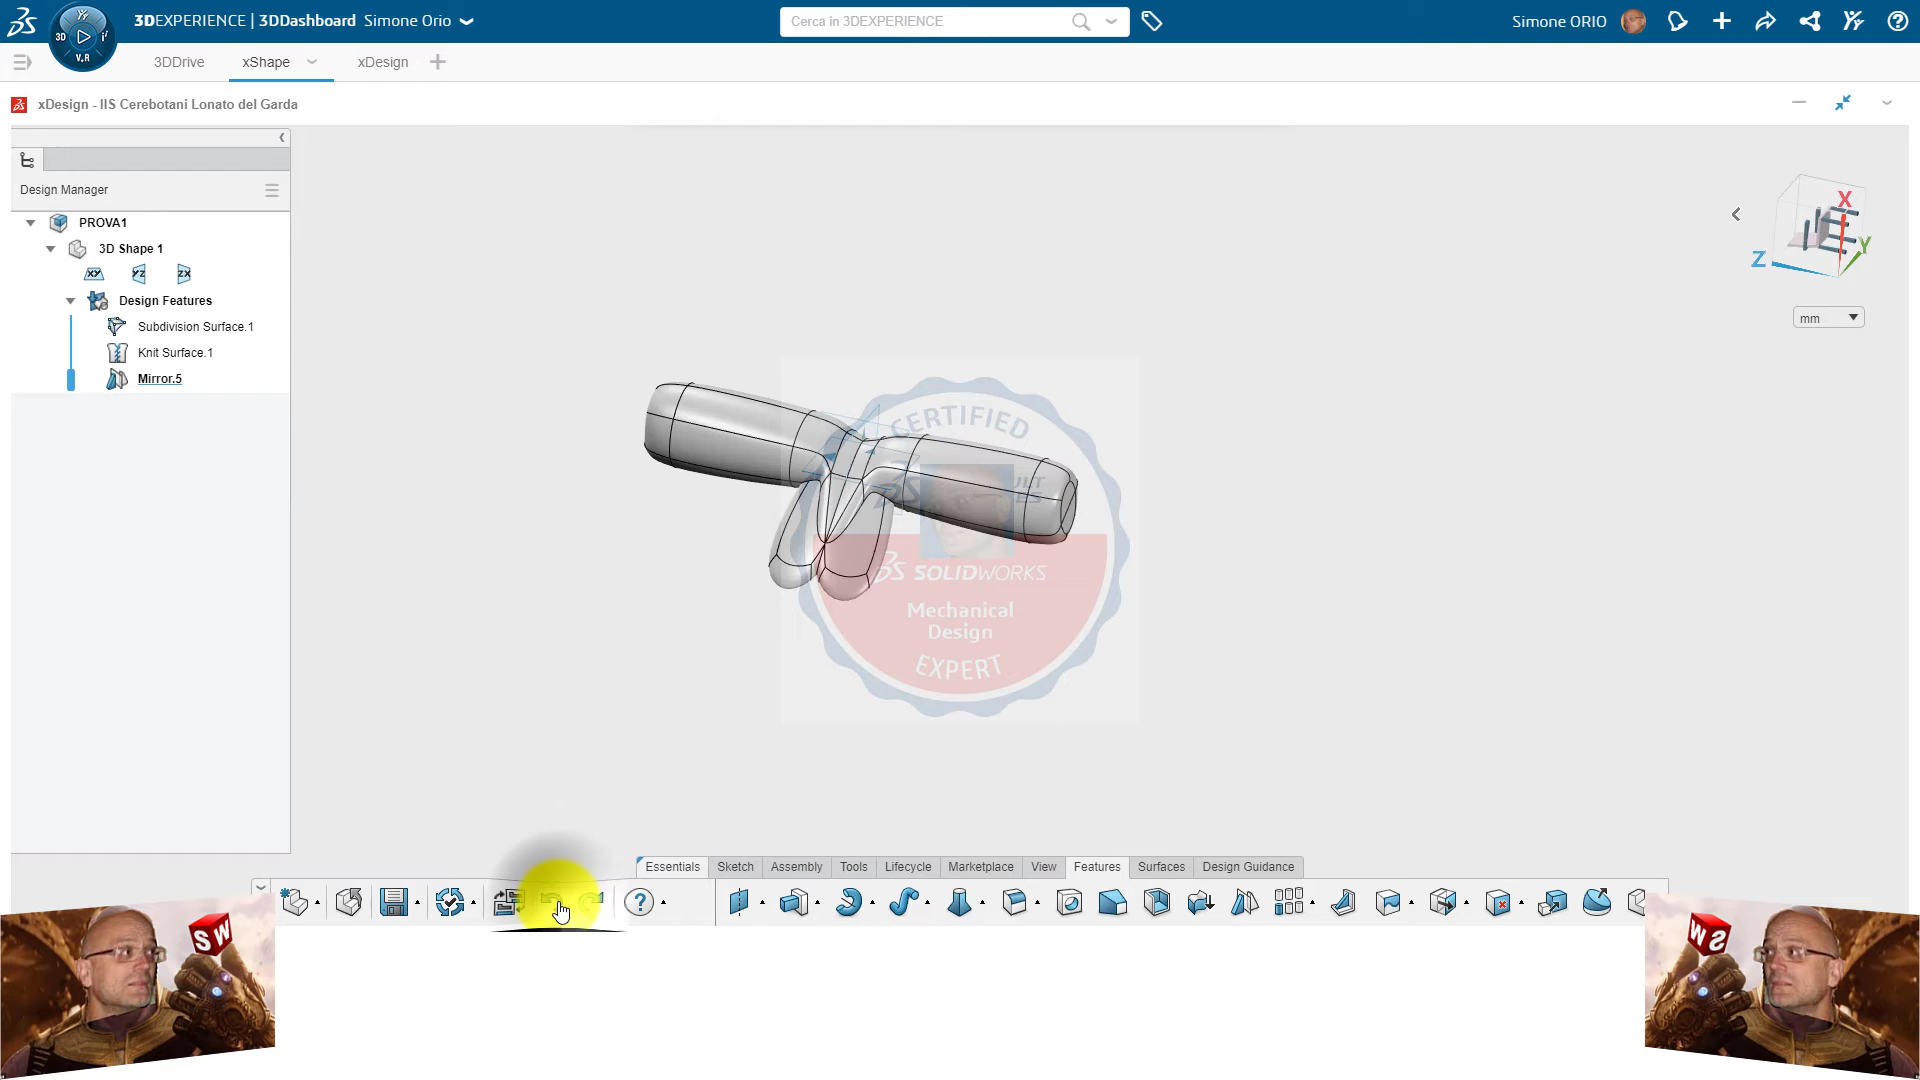 3DEXPERIENCE | 3DDashboard Simone Orio
Cerca in 3DEXPERIENCE
Simone ORIO
3D
V.R
3DDrive
xShape
xDesign
xDesign - IIS Cerebotani Lonato del Garda
Design Manager
PROVA1
3D Shape 1
XY
YZ
ZX
Design Features
Subdivision Surface.1
Knit Surface.1
Mirror.5
X
Y
Z
mm
CERTIFIED
SOLIDWORKS
Mechanical
Design
EXPERT
Essentials
Sketch
Assembly
Tools
Lifecycle
Marketplace
View
Features
Surfaces
Design Guidance
SW
SW